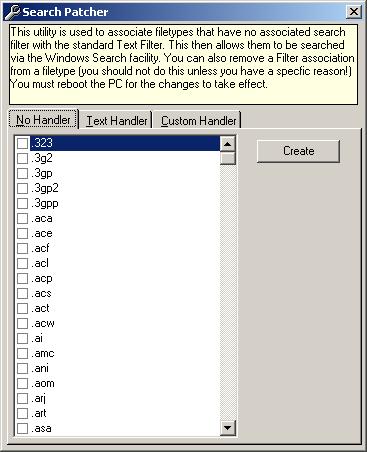 Search Patcher
This utility is used to associate filetypes that have no associated search
filter with the standard Text Filter. This then allows them to be searched
via the Windows Search facility. You can also remove a Filter association
from a filetype (you should not do this unless you have a specfic reason!)
You must reboot the PC for the changes to take effect.
No Handler Text Handler Custom Handler
.323
Create
.3g2
.3gp
.3gp2
.3gpp
.aca
.ace
.acf
.acl
.acp
.acs
.act
.acw
.ai
.amc
.ani
.aom
.arj
.art
.asa